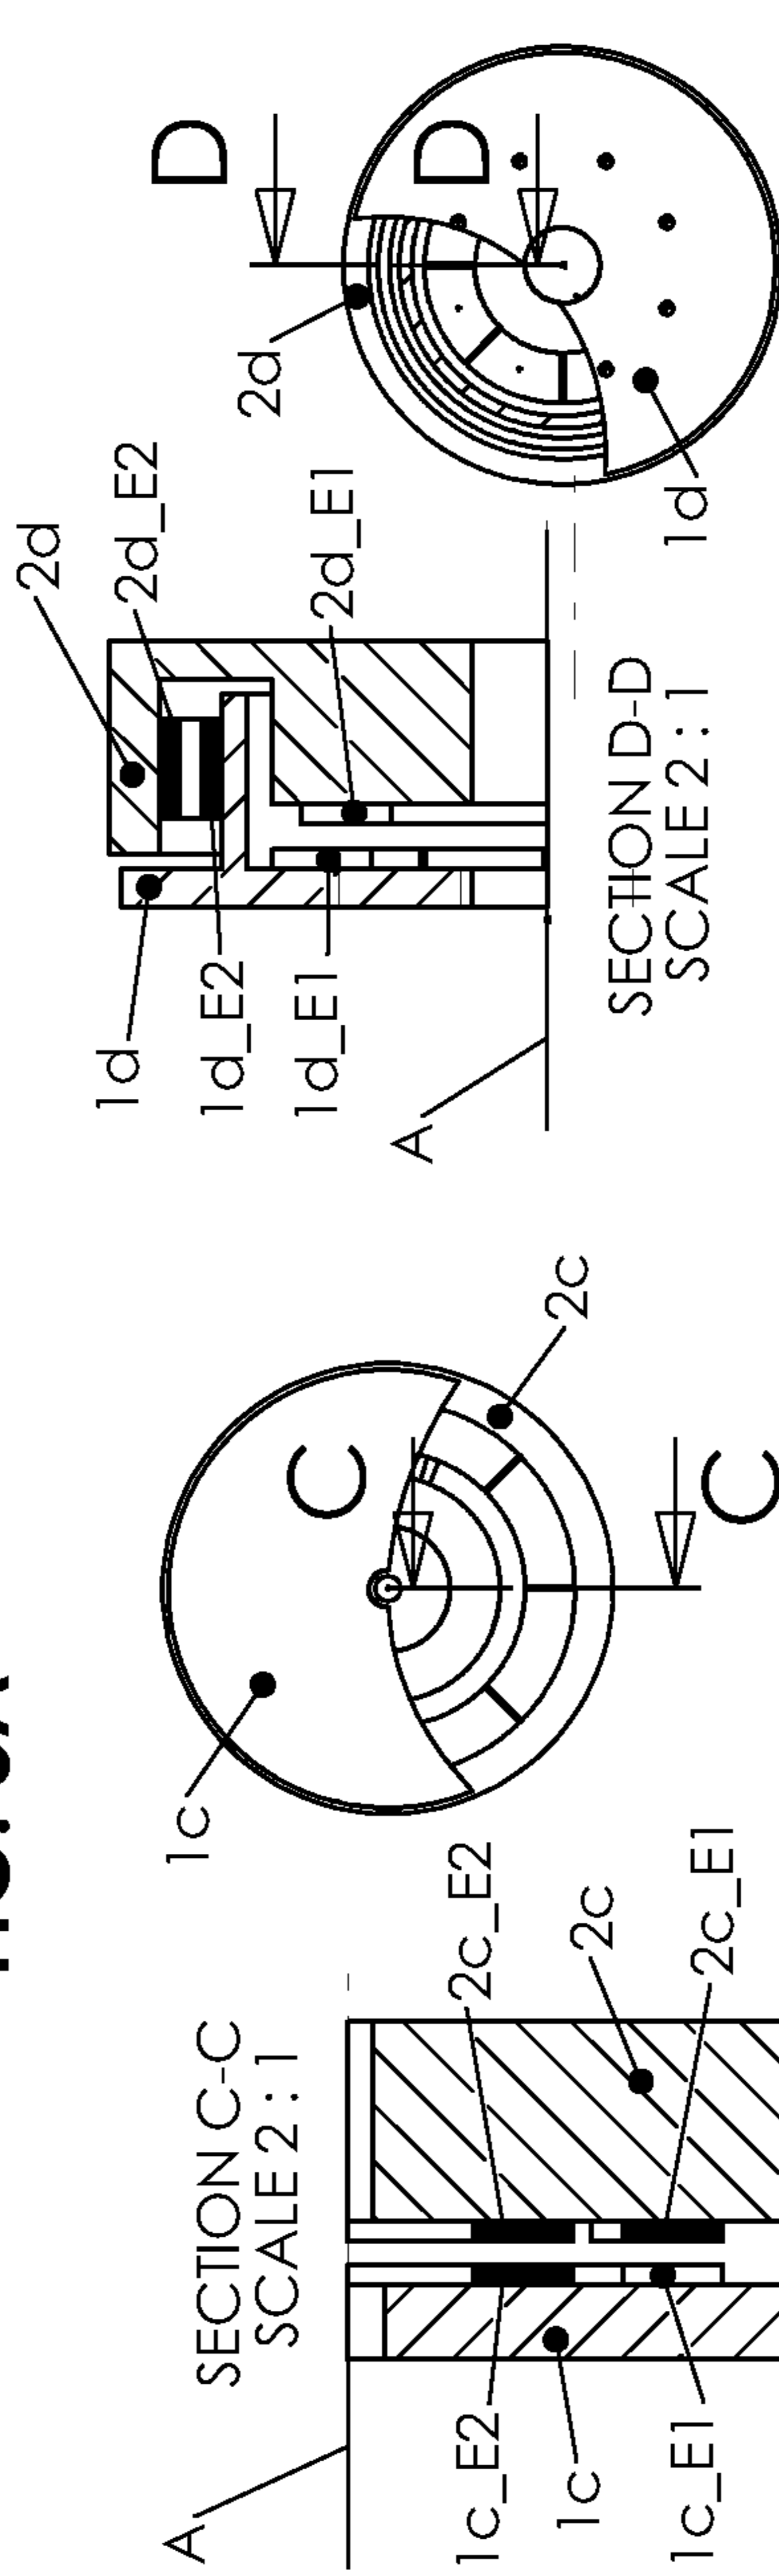 SECTION C-C
SCALE 2 : 1
A
2c_E2
1c_E2
2c
1c
2c_E1
1c_E1
1c
C
2c
C
2d
2d_E2
1d
1d_E2
1d_E1
2d_E1
A
SECTION D-D
SCALE 2 : 1
D
2d
D
1d